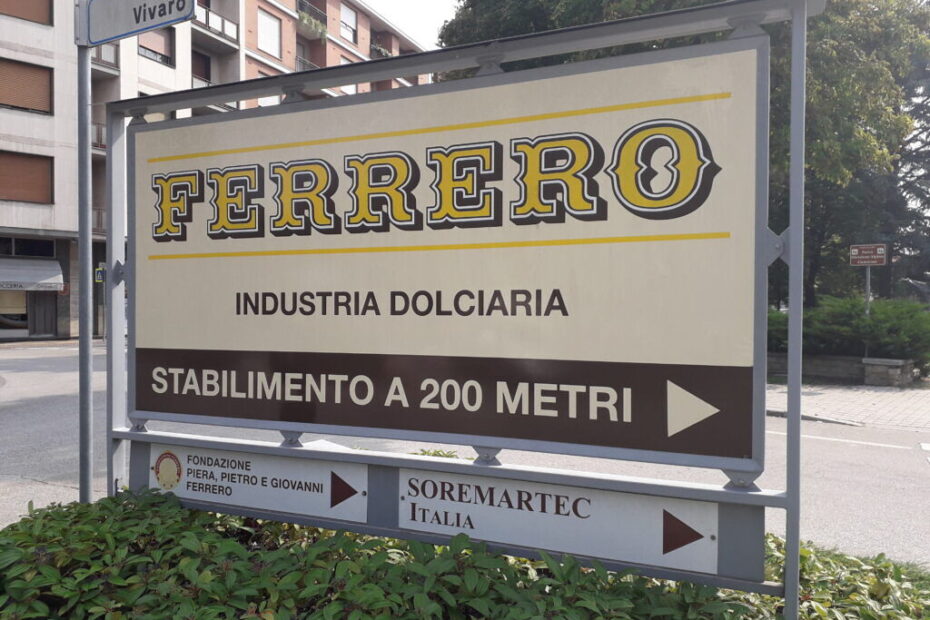 Vivaro
FERRERO
INDUSTRIA DOLCIARIA
STABILIMENTO A 200 METRI
FONDAZIONE
PIERA, PIETRO E GIOVANNI
FERRERO
SOREMARTEC
ITALIA